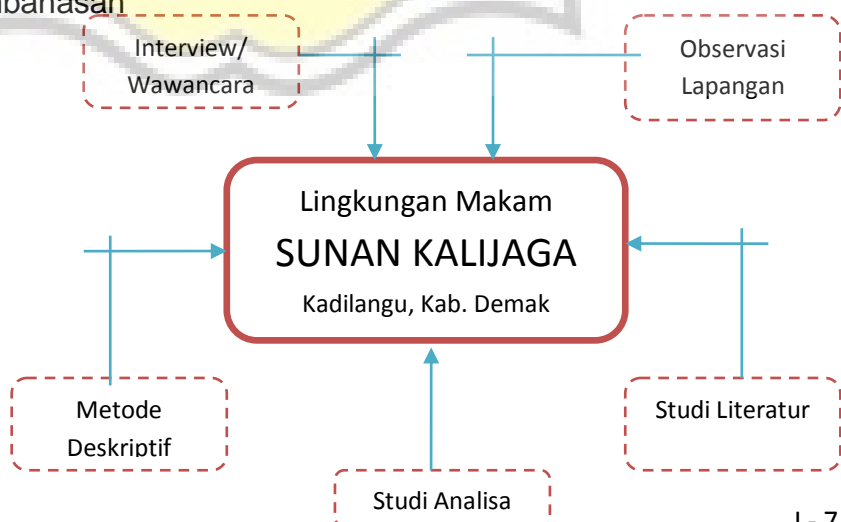 Interview/
Wawancara
Observasi
Lapangan
Lingkungan Makam
SUNAN KALIJAGA
Kadilangu, Kab. Demak
Metode
Deskriptif
Studi Literatur
Studi Analisa